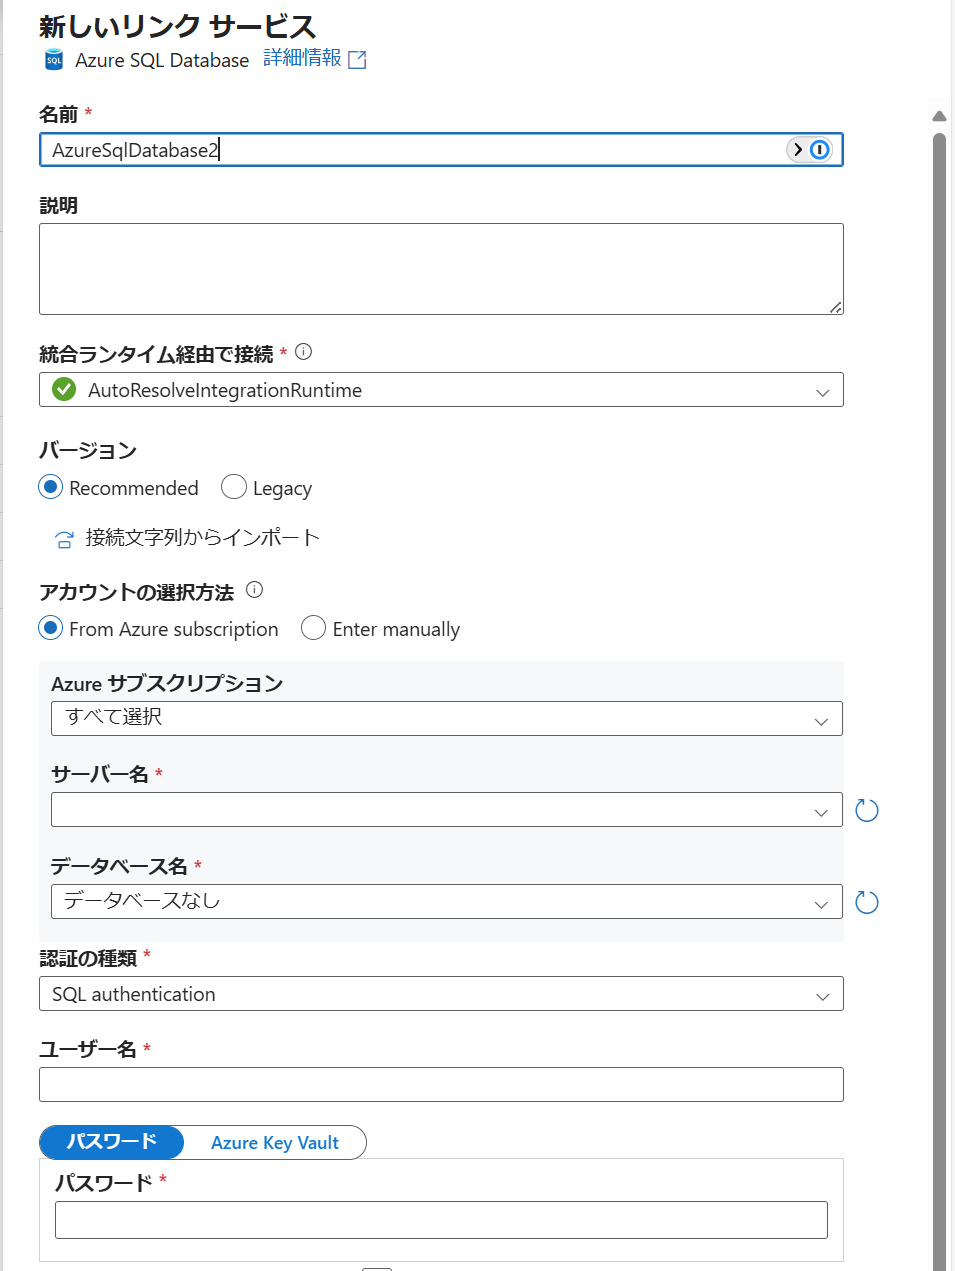 新しいリンク サービス
Azure SQL Database 詳細情報
名前 *
AzureSqlDatabase2
説明
統合ランタイム経由で接続 *
AutoResolveIntegrationRuntime
バージョン
Recommended Legacy
接続文字列からインポート
アカウントの選択方法
From Azure subscription Enter manually
Azure サブスクリプション
すべて選択
サーバー名 *
データベース名 *
データベースなし
認証の種類 *
SQL authentication
ユーザー名 *
パスワード Azure Key Vault
パスワード *